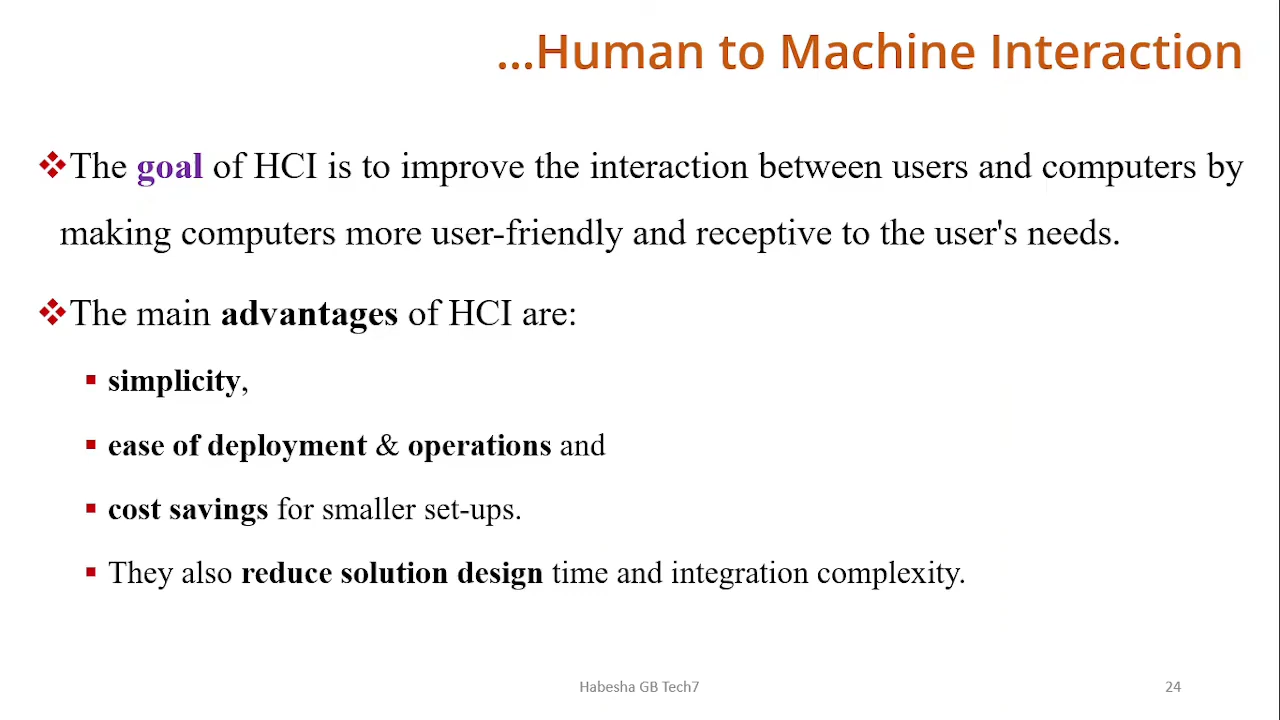 ...Human to Machine Interaction
❖The goal of HCI is to improve the interaction between users and computers by
making computers more user-friendly and receptive to the user's needs.
❖The main advantages of HCI are:
▪ simplicity,
▪ ease of deployment & operations and
▪ cost savings for smaller set-ups.
▪ They also reduce solution design time and integration complexity.
Habesha GB Tech7
24